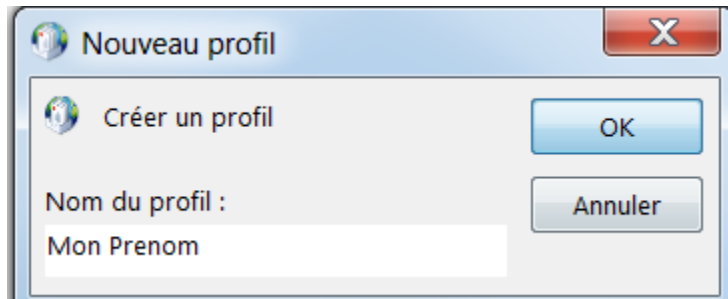 Nouveau profil
Créer un profil
OK
Nom du profil :
Annuler
Mon Prenom